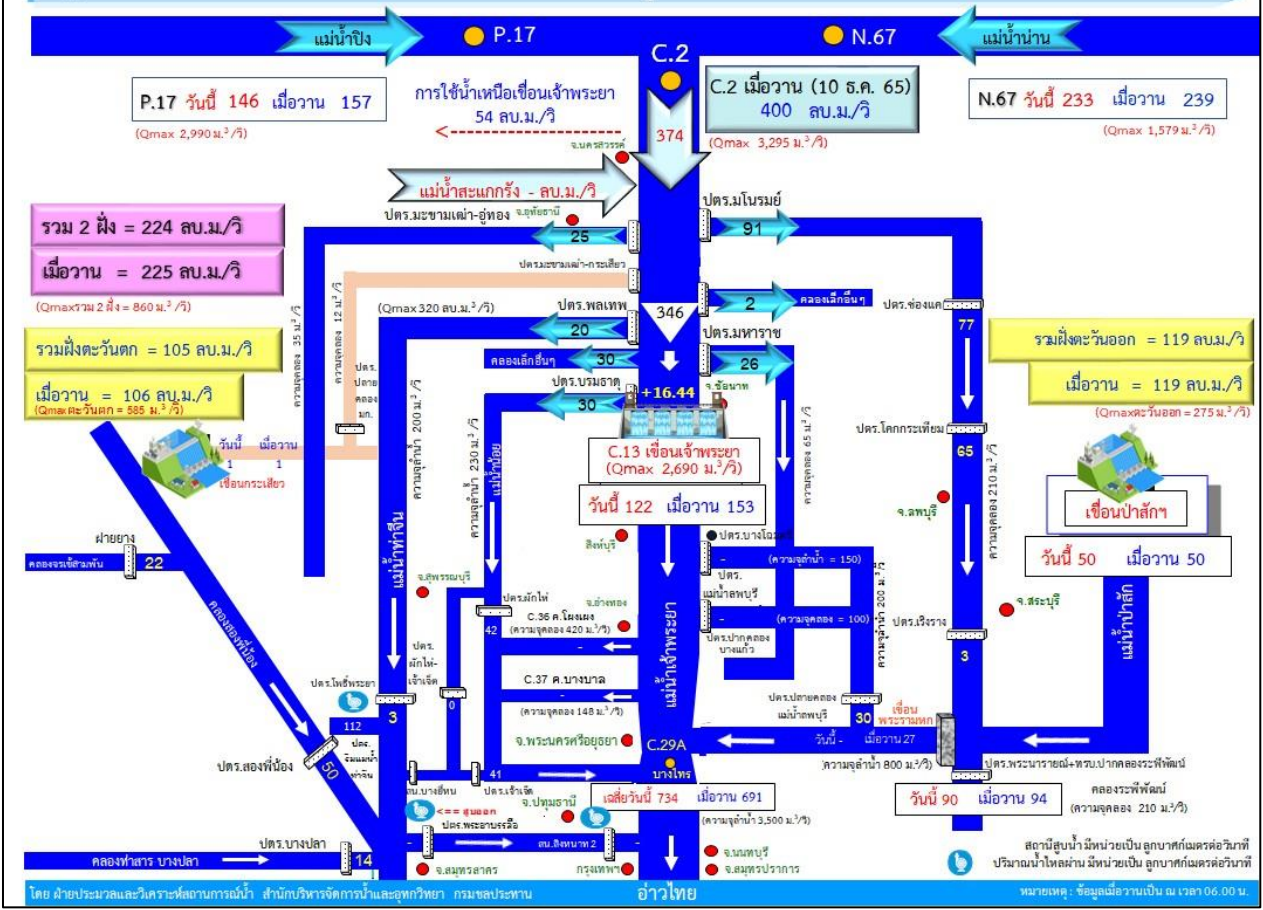 แม่น้ำปิง
P.17
C.2
N.67
แม่น้ำน่าน
P.17 วันนี้ 146 เมื่อวาน 157
(Qmax 2,990 ม.³/วิ)
การใช้น้ำเหนือเขื่อนเจ้าพระยา
54 ลบ.ม./วิ
จ.นครสวรรค์
374
C.2 เมื่อวาน (10 ธ.ค. 65)
400 ลบ.ม./วิ
(Qmax 3,295 ม.³/วิ)
N.67 วันนี้ 233 เมื่อวาน 239
(Qmax 1,579 ม.³/วิ)
แม่น้ำสะแกกรัง - ลบ.ม./วิ
รวม 2 ฝั่ง = 224 ลบ.ม./วิ
เมื่อวาน = 225 ลบ.ม./วิ
(Qmaxรวม 2 ฝั่ง = 860 ม.³/วิ)
ปตร.มะขามเฒ่า-อู่ทอง
จ.อุทัยธานี
25
ปตร.มโนรมย์
91
ปตร.มะขามเฒ่า-กระเสียว
2
คลองเล็กอื่นๆ
ปตร.ช่องแค
77
(Qmax 320 ลบ.ม./วิ)
ปตร.พลเทพ
20
346
ปตร.มหาราช
26
คลองเล็กอื่นๆ
30
ปตร.บรมธาตุ
30
+16.44
จ.ชัยนาท
รวมฝั่งตะวันตก = 105 ลบ.ม./วิ
เมื่อวาน = 106 ลบ.ม./วิ
(Qmaxตะวันตก = 585 ม.³/วิ)
รวมฝั่งตะวันออก = 119 ลบ.ม./วิ
เมื่อวาน = 119 ลบ.ม./วิ
(Qmaxตะวันออก = 275 ม.³/วิ)
ความจุคลอง 35 ม.³/วิ
ความจุคลอง 12 ม.³/วิ
ปตร.
ปลาย
คลอง
มก.
วันนี้ เมื่อวาน
1 1
เขื่อนกระเสียว
ความจุลำน้ำ 200 ม.³/วิ
ความจุลำน้ำ 230 ม.³/วิ
แม่น้ำน้อย
แม่น้ำท่าจีน
C.13 เขื่อนเจ้าพระยา
(Qmax 2,690 ม.³/วิ)
วันนี้ 122 เมื่อวาน 153
ความจุคลอง 65 ม.³/วิ
ปตร.โคกกระเทียม
65
ความจุคลอง 210 ม.³/วิ
จ.ลพบุรี
เขื่อนป่าสักฯ
วันนี้ 50 เมื่อวาน 50
แม่น้ำป่าสัก
จ.สระบุรี
ปตร.เริงราง
3
ฝายยาง
คลองจรเข้สามพัน
22
คลองสองพี่น้อง
จ.สุพรรณบุรี
สิงห์บุรี
-
(ความจุลำน้ำ = 150)
ปตร.
แม่น้ำลพบุรี
-
(ความจุคลอง = 100)
ความจุลำน้ำ 200 ม.³/วิ
ปตร.ปากคลอง
บางแก้ว
แม่น้ำเจ้าพระยา
จ.อ่างทอง
ปตร.ผักไห่
42
C.36 ค.โผงเผง
(ความจุคลอง 420 ม.³/วิ)
-
C.37 ค.บางบาล
-
(ความจุคลอง 148 ม.³/วิ)
ปตร.
ผักไห่-
เจ้าเจ็ด
0
ปตร.โพธิ์พระยา
3
112
ปตร.
ท่าจีน
ปตร.สองพี่น้อง
50
ปตร.ปลายคลอง
แม่น้ำลพบุรี
30
เขื่อน
พระรามหก
วันนี้ - เมื่อวาน 27
(ความจุลำน้ำ 800 ม.³/วิ)
จ.พระนครศรีอยุธยา
C.29A
บางไทร
41
ปตร.เจ้าเจ็ด
ปตร.พระนารายณ์+ทรบ.ปากคลองระพีพัฒน์
คลองระพีพัฒน์
(ความจุคลอง 210 ม.³/วิ)
วันนี้ 90 เมื่อวาน 94
เฉลี่ยวันนี้ 734 เมื่อวาน 691
(ความจุลำน้ำ 3,500 ม.³/วิ)
จ.ปทุมธานี
<== สูบออก
-
สน.สิงหนาท 2
-
ปตร.บางปลา
คลองท่าสาร บางปลา
14
จ.สมุทรสาคร
กรุงเทพฯ
จ.นนทบุรี
จ.สมุทรปราการ
สถานีสูบน้ำ มีหน่วยเป็น ลูกบาศก์เมตรต่อวินาที
ปริมาณน้ำไหลผ่าน มีหน่วยเป็น ลูกบาศก์เมตรต่อวินาที
โดย ฝ่ายประมวลและวิเคราะห์สถานการณ์น้ำ สำนักบริหารจัดการน้ำและอุทกวิทยา กรมชลประทาน
อ่าวไทย
หมายเหตุ : ข้อมูลเมื่อวานเป็น ณ เวลา 06.00 น.